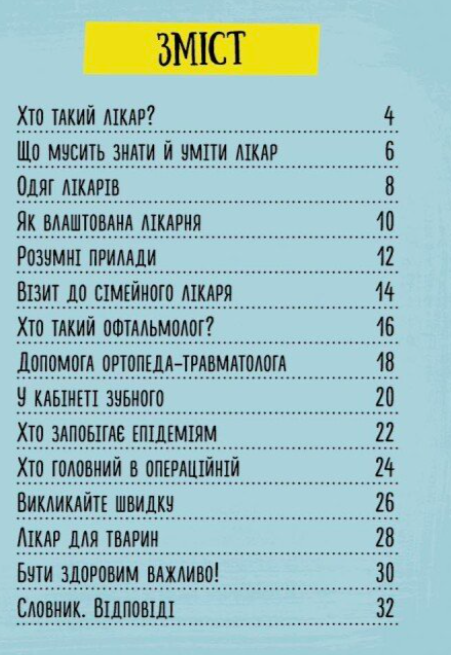 ЗМІСТ
Хто такий лікар? 4
Що мусить знати й уміти лікар 6
Одяг лікарів 8
Як влаштована лікарня 10
Розумні прилади 12
Візит до сімейного лікаря 14
Хто такий офтальмолог? 16
Допомога ортопеда-травматолога 18
У кабінеті зубного 20
Хто запобігає епідеміям 22
Хто головний в операційній 24
Викликайте швидку 26
Лікар для тварин 28
Бути здоровим важливо! 30
Словник. Відповіді 32